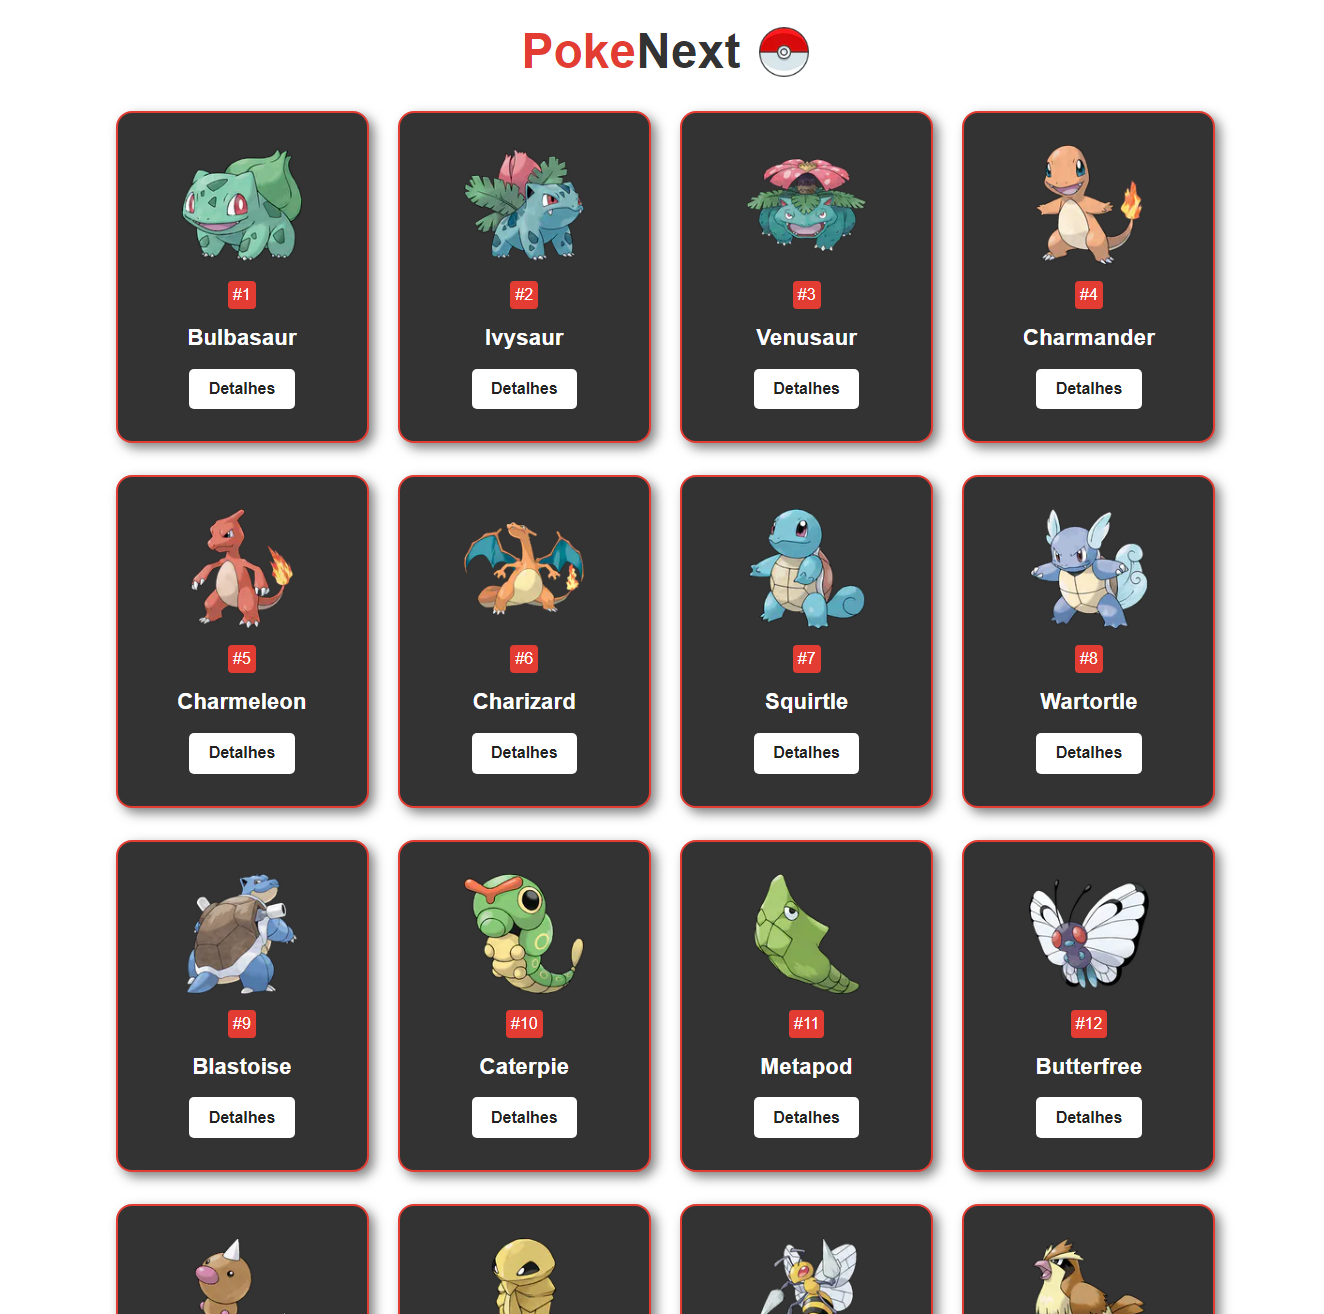 PokeNext
#1
Bulbasaur
Detalhes
#2
Ivysaur
Detalhes
#3
Venusaur
Detalhes
#4
Charmander
Detalhes
#5
Charmeleon
Detalhes
#6
Charizard
Detalhes
#7
Squirtle
Detalhes
#8
Wartortle
Detalhes
#9
Blastoise
Detalhes
#10
Caterpie
Detalhes
#11
Metapod
Detalhes
#12
Butterfree
Detalhes